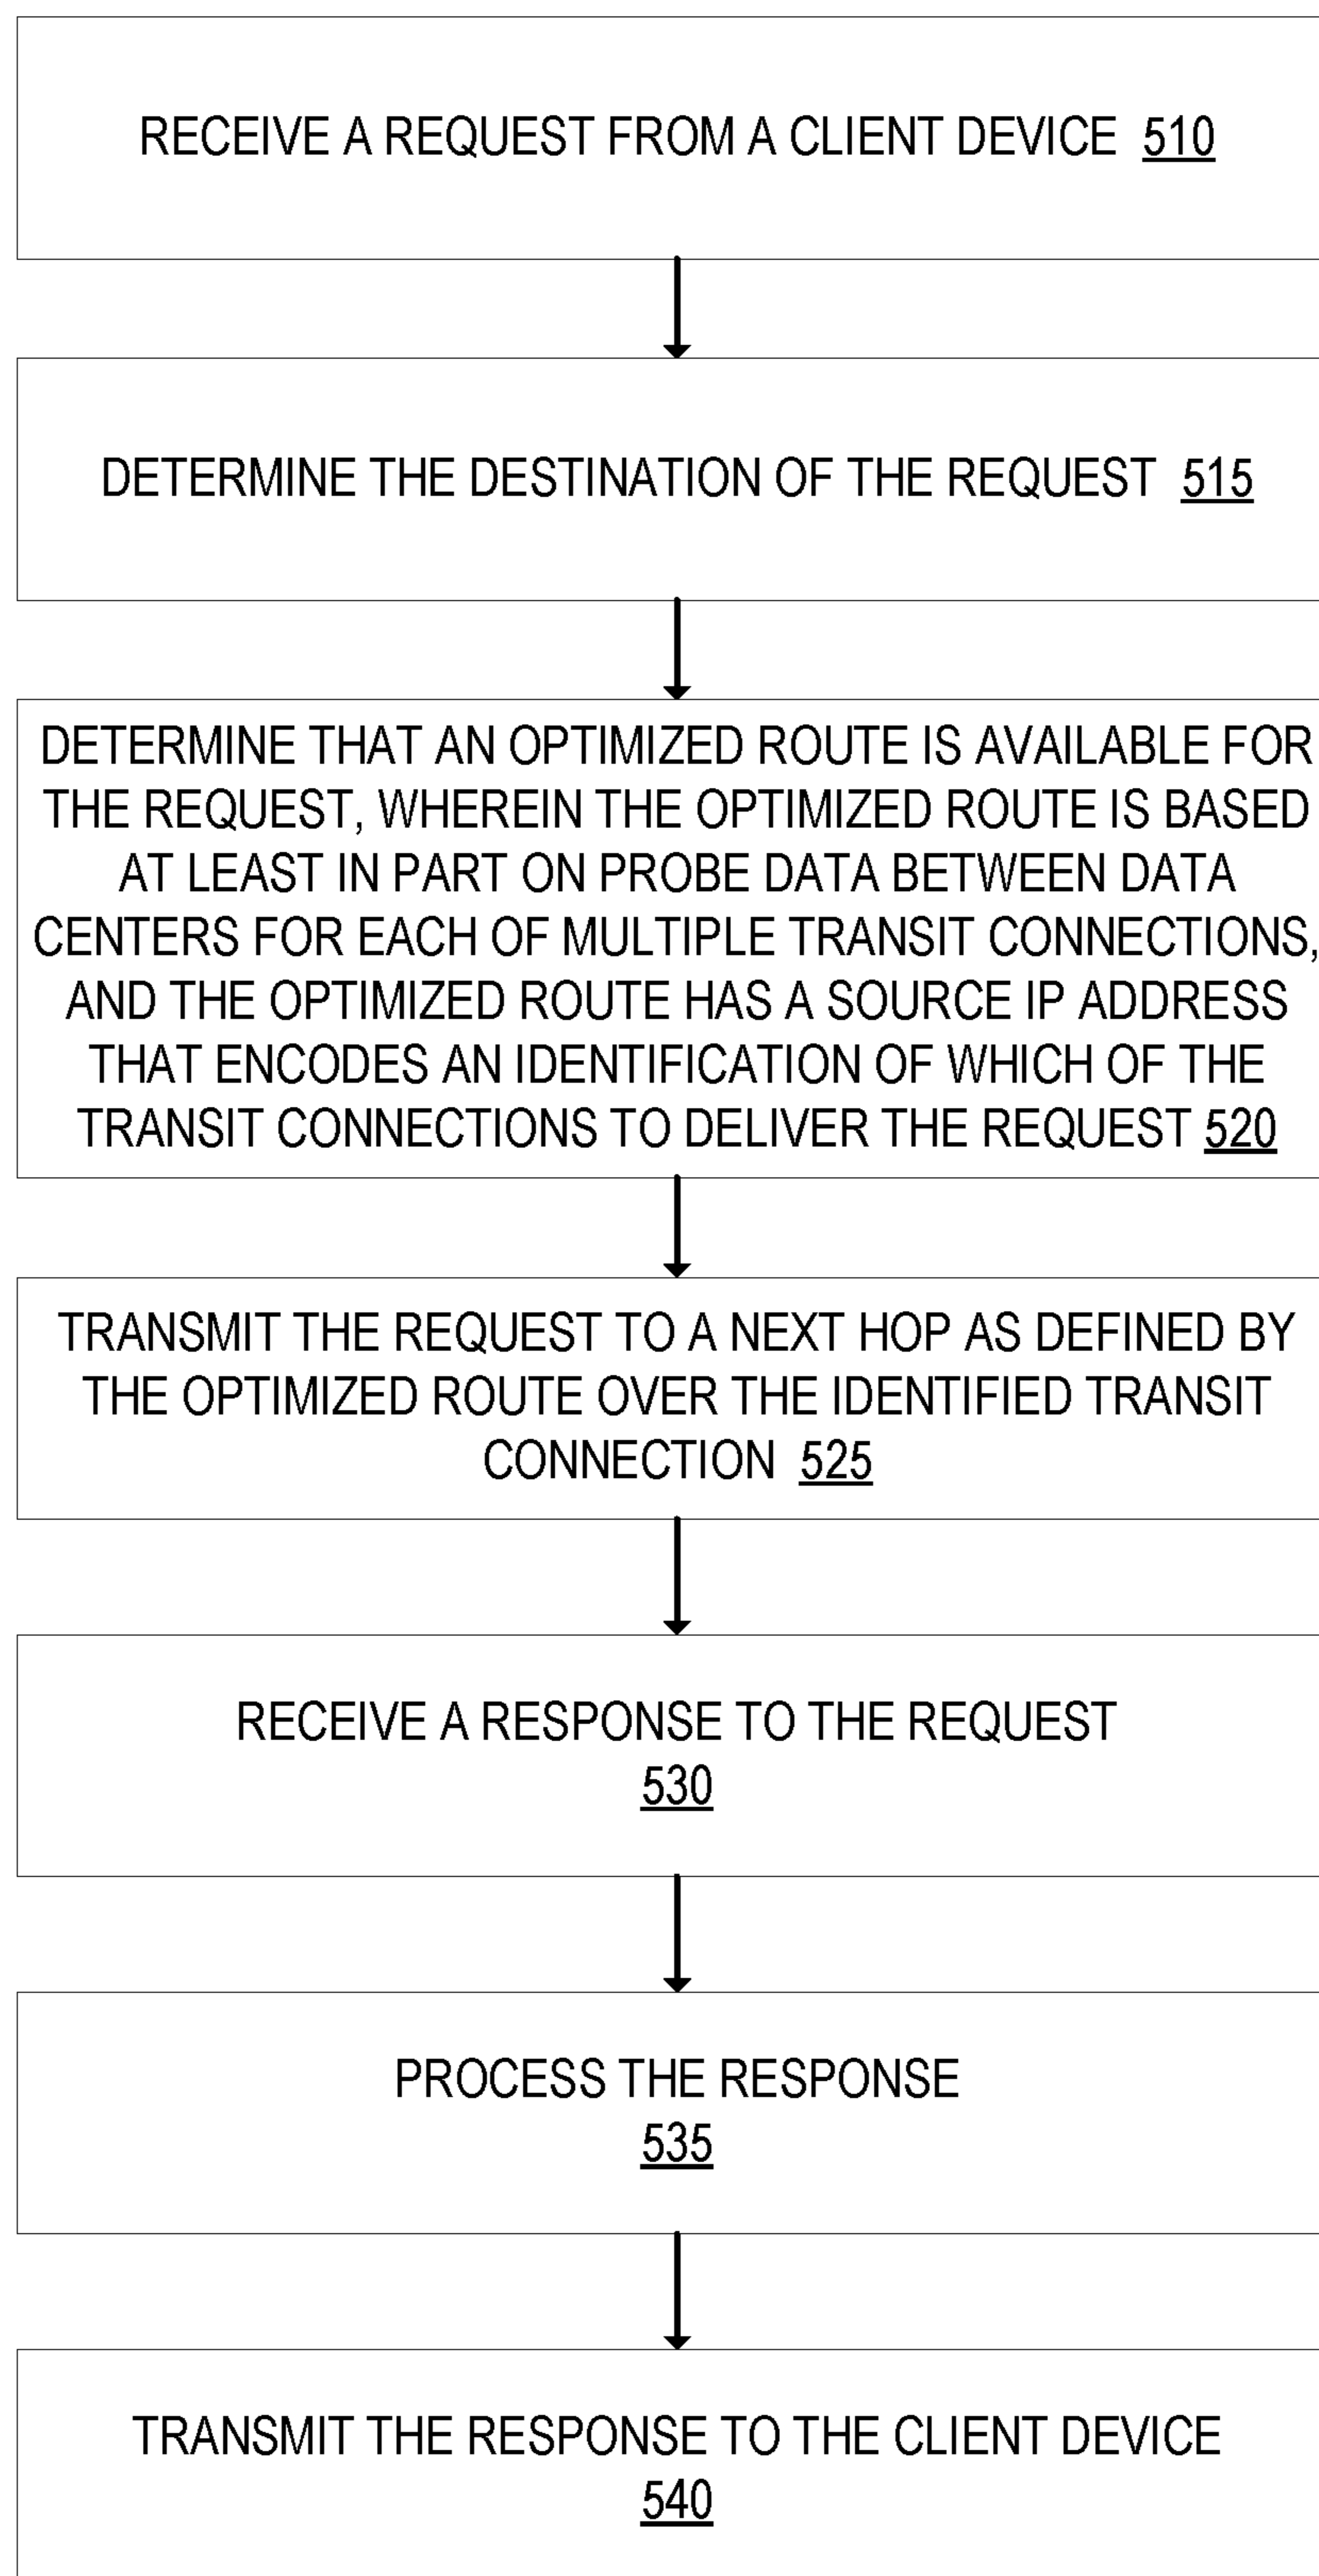 RECEIVE A REQUEST FROM A CLIENT DEVICE 510
DETERMINE THE DESTINATION OF THE REQUEST 515
DETERMINE THAT AN OPTIMIZED ROUTE IS AVAILABLE FOR
THE REQUEST, WHEREIN THE OPTIMIZED ROUTE IS BASED
AT LEAST IN PART ON PROBE DATA BETWEEN DATA
CENTERS FOR EACH OF MULTIPLE TRANSIT CONNECTIONS,
AND THE OPTIMIZED ROUTE HAS A SOURCE IP ADDRESS
THAT ENCODES AN IDENTIFICATION OF WHICH OF THE
TRANSIT CONNECTIONS TO DELIVER THE REQUEST 520
TRANSMIT THE REQUEST TO A NEXT HOP AS DEFINED BY
THE OPTIMIZED ROUTE OVER THE IDENTIFIED TRANSIT
CONNECTION 525
RECEIVE A RESPONSE TO THE REQUEST
530
PROCESS THE RESPONSE
535
TRANSMIT THE RESPONSE TO THE CLIENT DEVICE
540